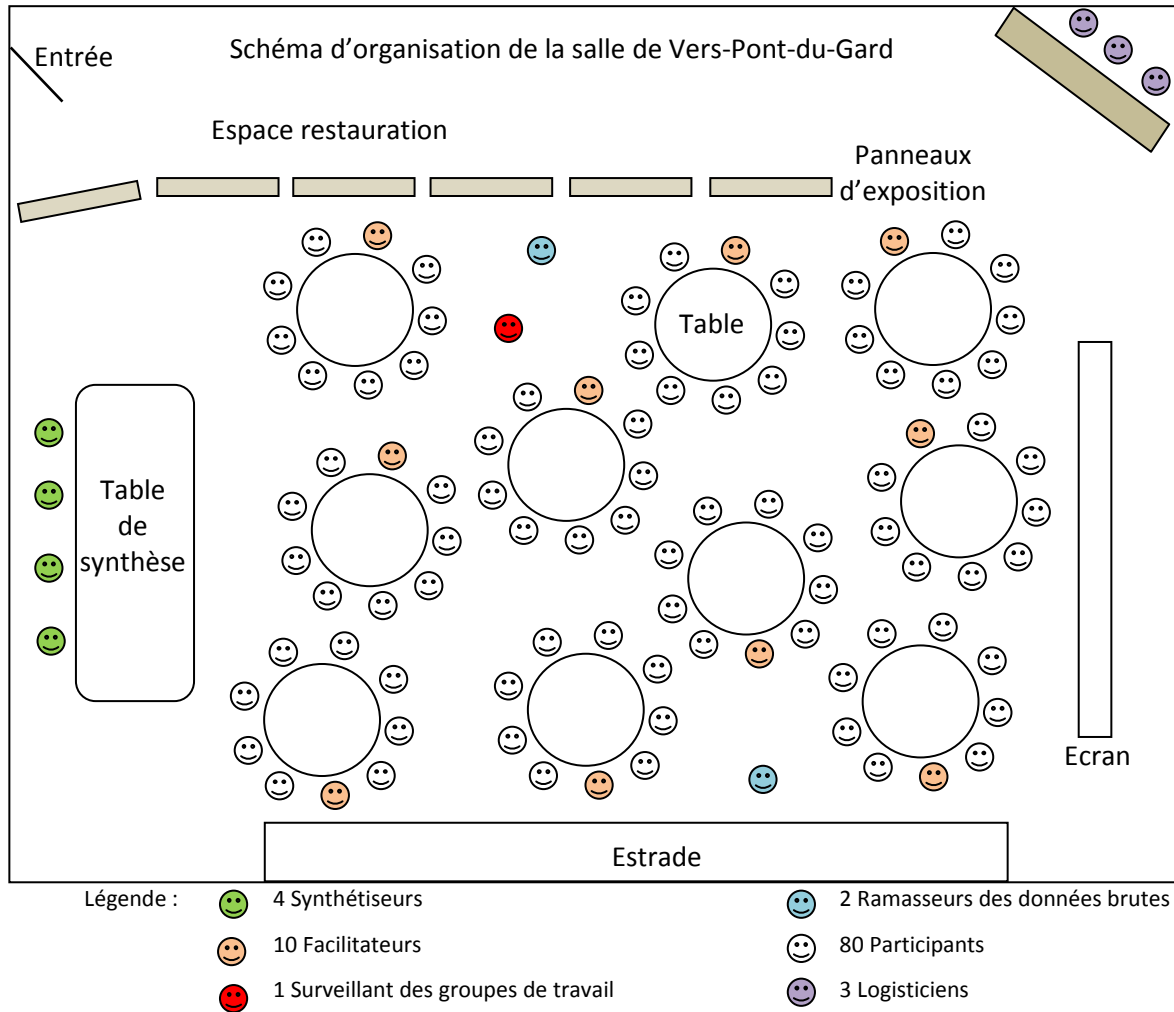 Entrée
Schéma d'organisation de la salle de Vers-Pont-du-Gard
Espace restauration
Panneaux
d'exposition
Table
Table
de
synthèse
Ecran
Estrade
Légende :
4 Synthétiseurs
2 Ramasseurs des données brutes
10 Facilitateurs
80 Participants
1 Surveillant des groupes de travail
3 Logisticiens